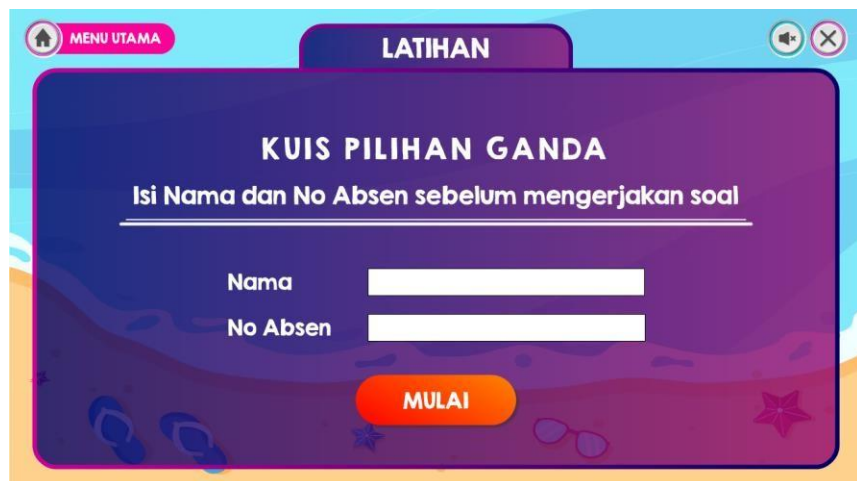 MENU UTAMA
LATIHAN
KUIS PILIHAN GANDA
Isi Nama dan No Absen sebelum mengerjakan soal
Nama
No Absen
MULAI